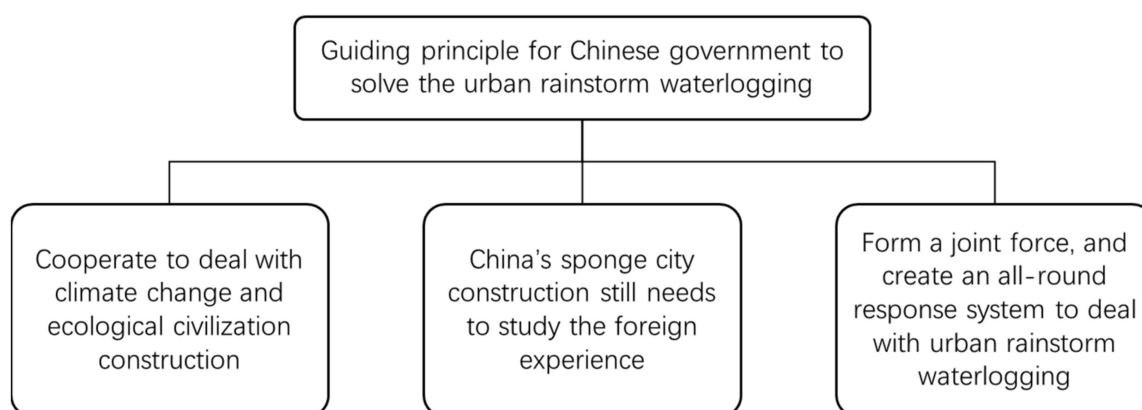 Guiding principle for Chinese government to
solve the urban rainstorm waterlogging
Cooperate to deal with
climate change and
ecological civilization
construction
China's sponge city
construction still needs
to study the foreign
experience
Form a joint force, and
create an all-round
response system to deal
with urban rainstorm
waterlogging